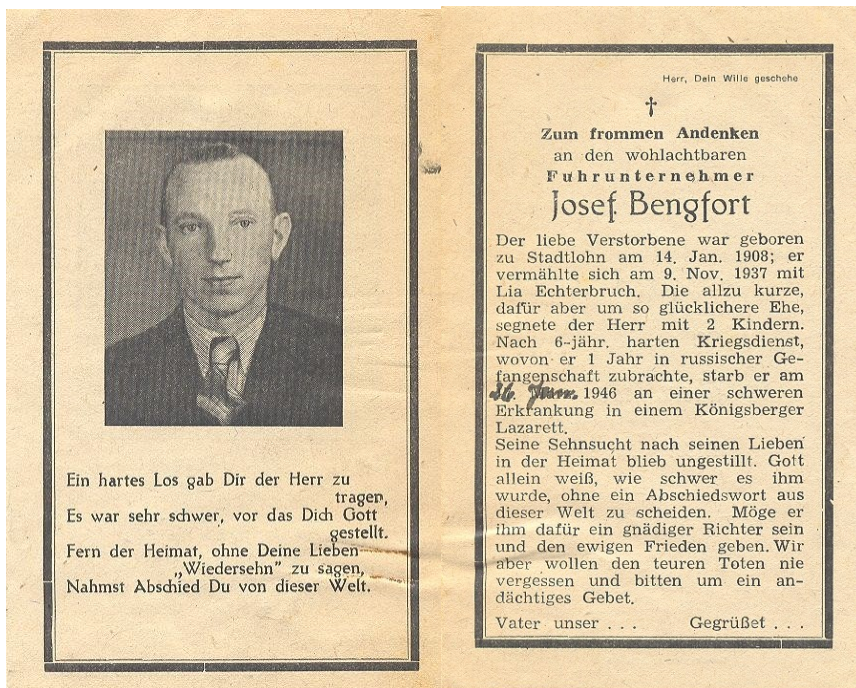 Ein hartes Los gab Dir der Herr zu
tragen,
Es war sehr schwer, vor das Dich Gott
gestellt.
Fern der Heimat, ohne Deine Lieben
„Wiedersehn” zu sagen,
Nahmst Abschied Du von dieser Welt.
Herr, Dein Wille geschehe
Zum frommen Andenken
an den wohlachtbaren
Fuhrunternehmer
Josef Bengfort
Der liebe Verstorbene war geboren
zu Stadtlohn am 14. Jan. 1908; er
vermählte sich am 9. Nov. 1937 mit
Lia Echterbruch. Die allzu kurze,
dafür aber um so glücklichere Ehe,
segnete der Herr mit 2 Kindern.
Nach 6-jähr. harten Kriegsdienst,
wovon er 1 Jahr in russischer Ge-
fangenschaft zubrachte, starb er am
1946 an einer schweren
Erkrankung in einem Königsberger
Lazarett.
Seine Sehnsucht nach seinen Lieben
in der Heimat blieb ungestillt. Gott
allein weiß, wie schwer es ihm
wurde, ohne ein Abschiedswort aus
dieser Welt zu scheiden. Möge er
ihm dafür ein gnädiger Richter sein
und den ewigen Frieden geben. Wir
aber wollen den teuren Toten nie
vergessen und bitten um ein an-
dächtiges Gebet.
Vater unser . . . Gegrüßet . . .